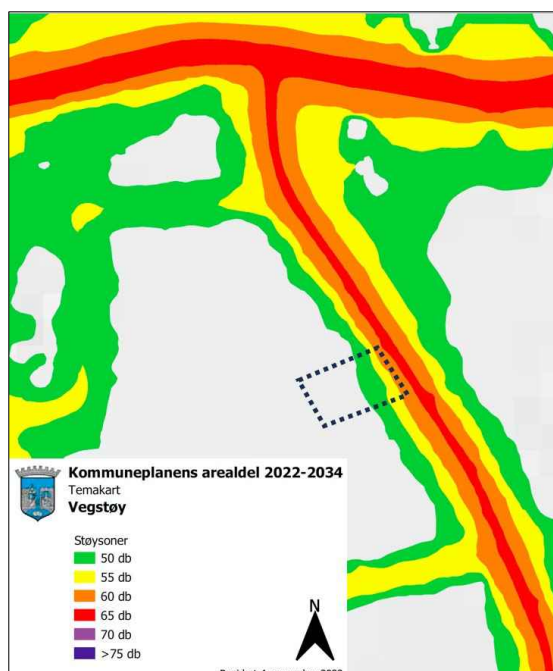 Kommuneplanens arealdel 2022-2034
Temakart
Vegstøy
Støysoner
50 db
55 db
60 db
65 db
70 db
>75 db
N